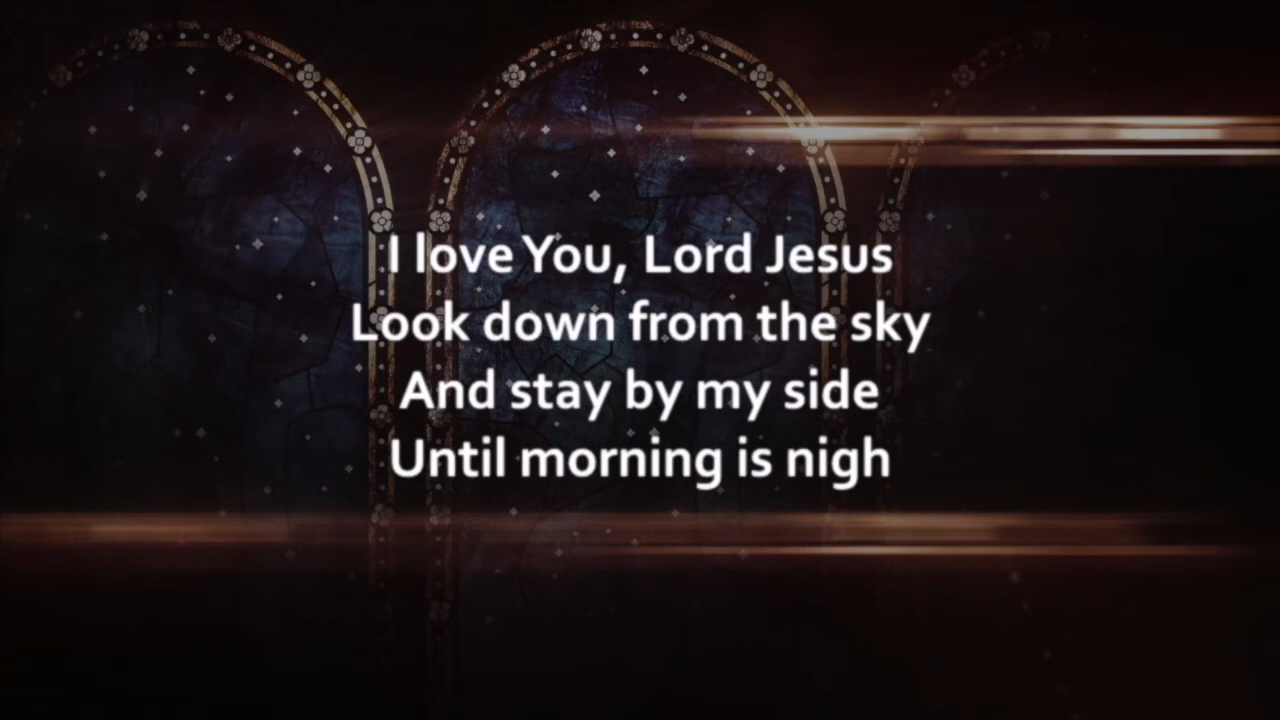 I love You, Lord Jesus
Look down from the sky
And stay by my side
Until morning is nigh